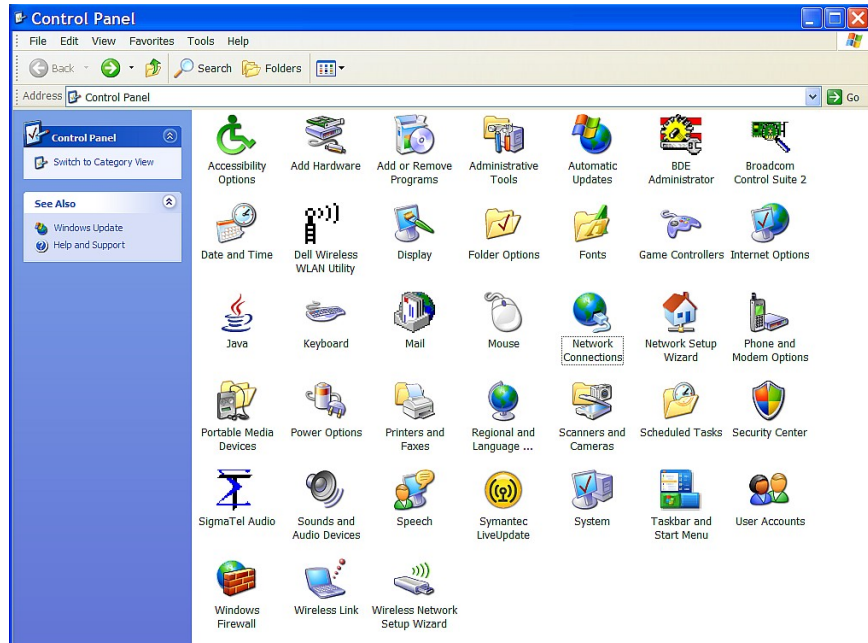 Control Panel
File Edit View Favorites Tools Help
Back Search Folders
Address Control Panel Go
Control Panel
Switch to Category View
See Also
Windows Update
Help and Support
Accessibility Options
Add Hardware
Add or Remove Programs
Administrative Tools
Automatic Updates
BDE Administrator
Broadcom Control Suite 2
Date and Time
Dell Wireless WLAN Utility
Display
Folder Options
Fonts
Game Controllers
Internet Options
Java
Keyboard
Mail
Mouse
Network Connections
Network Setup Wizard
Phone and Modem Options
Portable Media Devices
Power Options
Printers and Faxes
Regional and Language ...
Scanners and Cameras
Scheduled Tasks
Security Center
SigmaTel Audio
Sounds and Audio Devices
Speech
Symantec LiveUpdate
System
Taskbar and Start Menu
User Accounts
Windows Firewall
Wireless Link
Wireless Network Setup Wizard